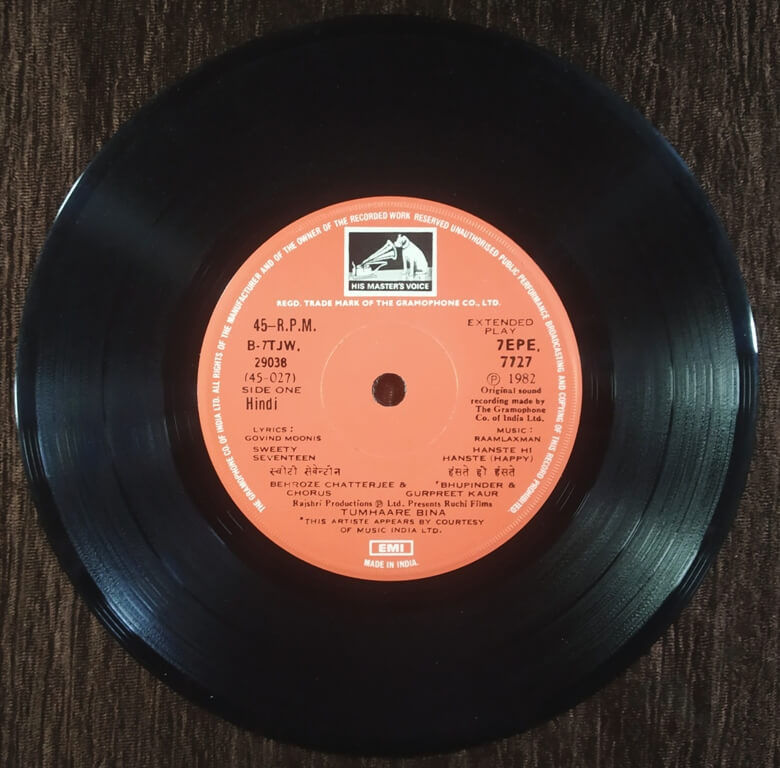 THE GRAMOPHONE CO. OF INDIA LTD. ALL RIGHTS OF THE MANUFACTURER AND OF THE OWNER OF THE RECORDED WORK RESERVED UNAUTHORISED PUBLIC PERFORMANCE BROADCASTING AND COPYING OF THIS RECORD PROHIBITED.
HIS MASTER'S VOICE
REGD. TRADE MARK OF THE GRAMOPHONE CO., LTD.
45-R.P.M.
B-7TJW.
29038
(45-027)
SIDE ONE
Hindi
EXTENDED
PLAY
7EPE.
7727
Ⓟ 1982
Original sound
recording made by
The Gramophone
Co. of India Ltd.
LYRICS:
GOVIND MOONIS
SWEETY
SEVENTEEN
स्वीटी सेवेन्टीन
BEHROZE CHATTERJEE &
CHORUS
MUSIC:
RAAMLAXMAN
HANSTE HI
HANSTE (HAPPY)
हंसते ही हंसते
*BHUPINDER &
GURPREET KAUR
Rajshri Productions Ⓟ Ltd. Presents Ruchi Films
TUMHAARE BINA
*THIS ARTISTE APPEARS BY COURTESY
OF MUSIC INDIA LTD.
EMI
MADE IN INDIA.